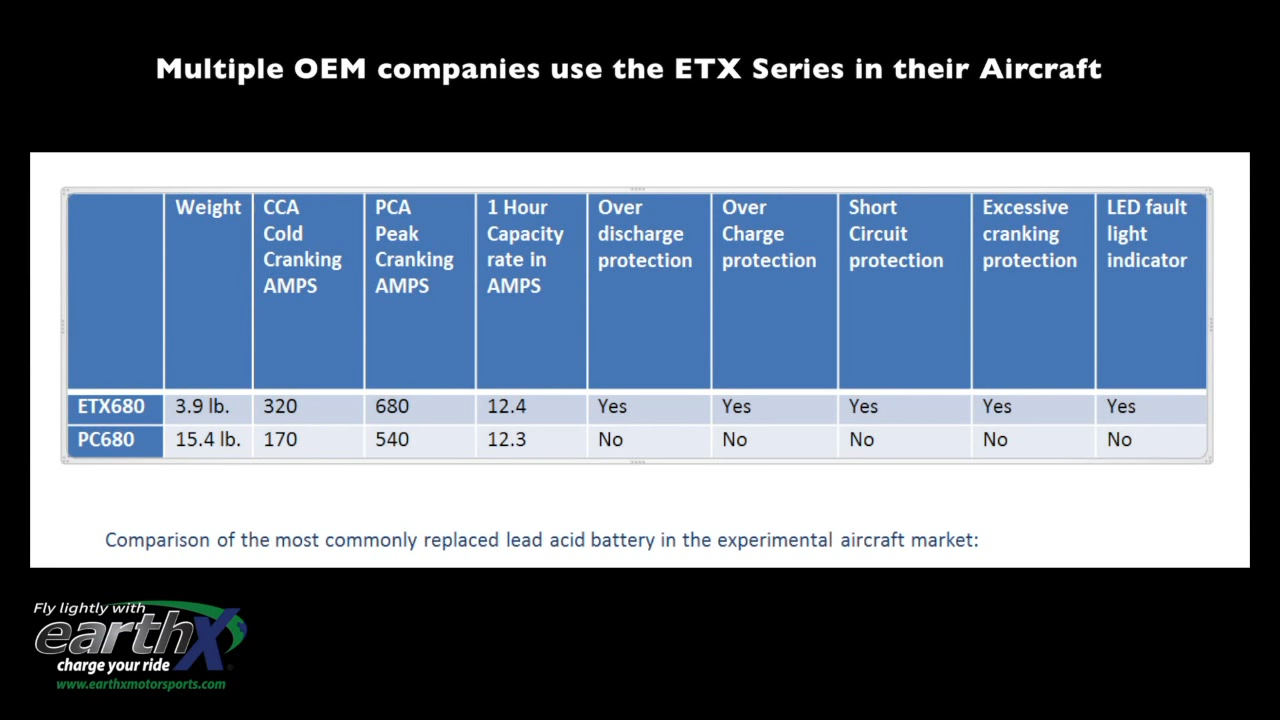 Multiple OEM companies use the ETX Series in their Aircraft
Weight CCA Cold Cranking AMPS PCA Peak Cranking AMPS 1 Hour Capacity rate in AMPS Over discharge protection Over Charge protection Short Circuit protection Excessive cranking protection LED fault light indicator
ETX680 3.9 lb. 320 680 12.4 Yes Yes Yes Yes Yes
PC680 15.4 lb. 170 540 12.3 No No No No No
Comparison of the most commonly replaced lead acid battery in the experimental aircraft market:
Fly lightly with
earthX
charge your ride
www.earthxmotorsports.com